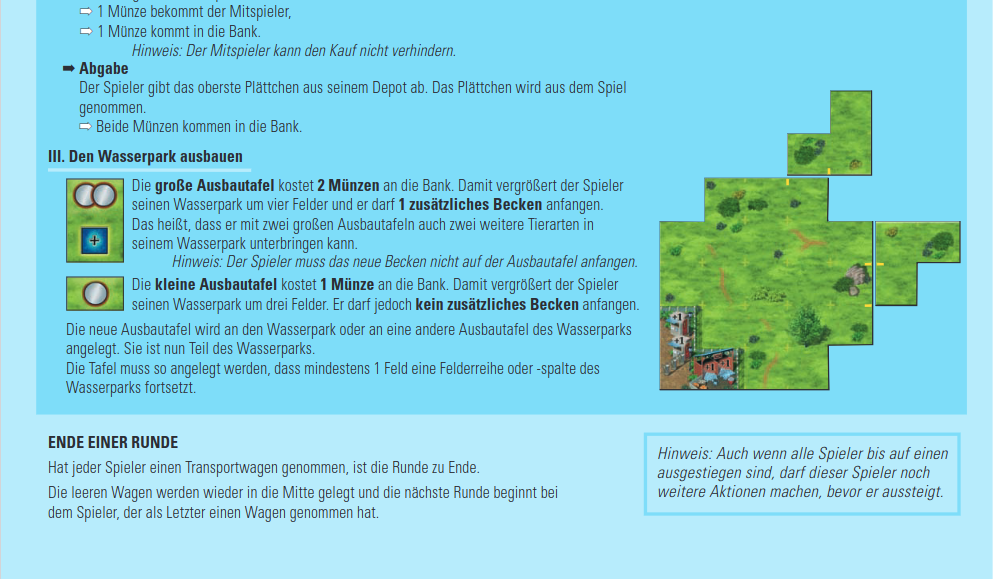 ⇨ 1 Münze bekommt der Mitspieler,
⇨ 1 Münze kommt in die Bank.
Hinweis: Der Mitspieler kann den Kauf nicht verhindern.
➡ Abgabe
Der Spieler gibt das oberste Plättchen aus seinem Depot ab. Das Plättchen wird aus dem Spiel
genommen.
⇨ Beide Münzen kommen in die Bank.
III. Den Wasserpark ausbauen
Die große Ausbautafel kostet 2 Münzen an die Bank. Damit vergrößert der Spieler
seinen Wasserpark um vier Felder und er darf 1 zusätzliches Becken anfangen.
Das heißt, dass er mit zwei großen Ausbautafeln auch zwei weitere Tierarten in
seinem Wasserpark unterbringen kann.
Hinweis: Der Spieler muss das neue Becken nicht auf der Ausbautafel anfangen.
+
Die kleine Ausbautafel kostet 1 Münze an die Bank. Damit vergrößert der Spieler
seinen Wasserpark um drei Felder. Er darf jedoch kein zusätzliches Becken anfangen.
Die neue Ausbautafel wird an den Wasserpark oder an eine andere Ausbautafel des Wasserparks
angelegt. Sie ist nun Teil des Wasserparks.
Die Tafel muss so angelegt werden, dass mindestens 1 Feld eine Felderreihe oder -spalte des
Wasserparks fortsetzt.
+1
+1
-1
ENDE EINER RUNDE
Hat jeder Spieler einen Transportwagen genommen, ist die Runde zu Ende.
Die leeren Wagen werden wieder in die Mitte gelegt und die nächste Runde beginnt bei
dem Spieler, der als Letzter einen Wagen genommen hat.
Hinweis: Auch wenn alle Spieler bis auf einen
ausgestiegen sind, darf dieser Spieler noch
weitere Aktionen machen, bevor er aussteigt.